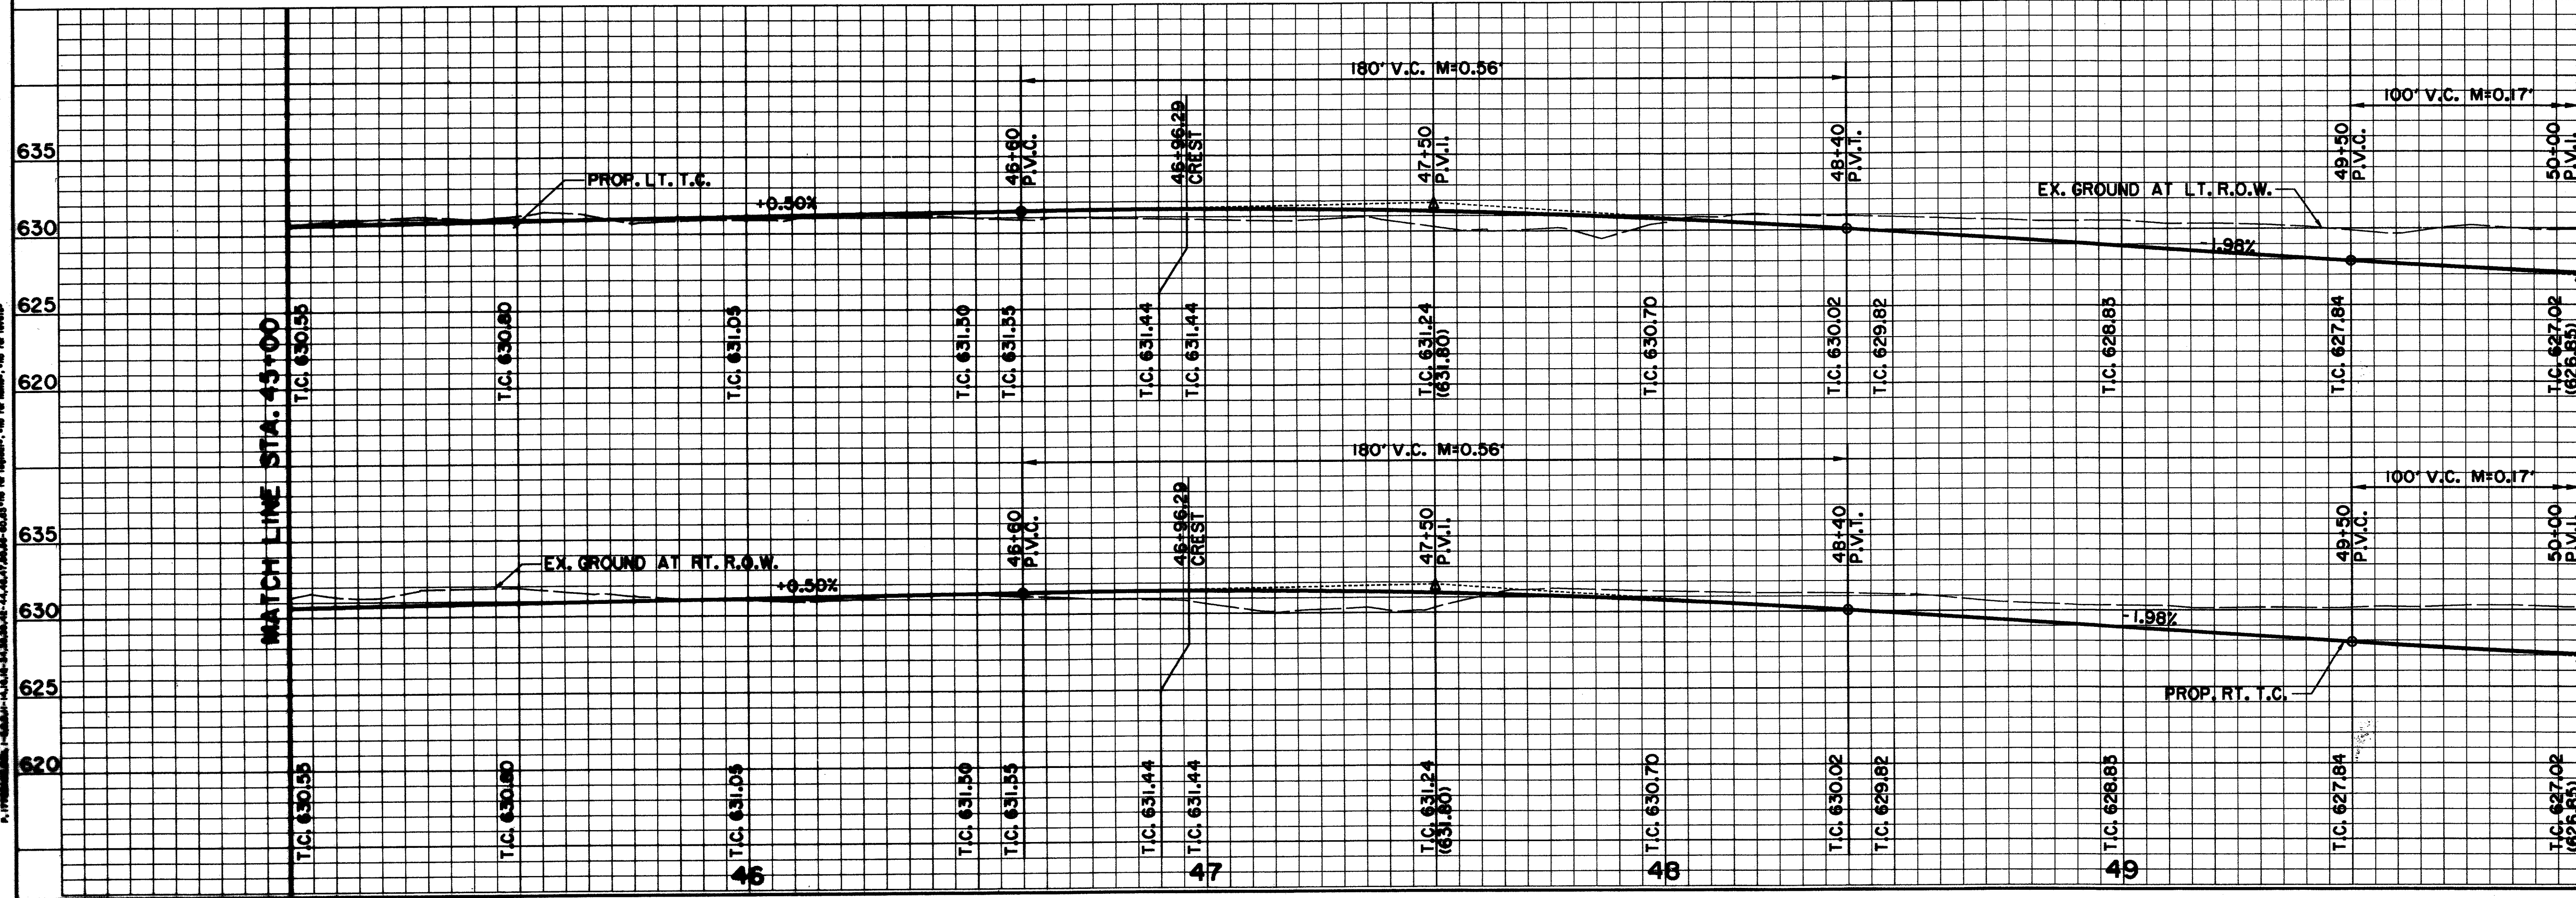 180' V.C. M=0.56'
100' V.C. M=0.17'
46+60
P.V.C.
46+96.29
CREST
47+50
P.V.I.
48+40
P.V.T.
49+50
P.V.C.
50+00
P.V.I.
635
630
625
620
PROP. LT. T.C.
+0.50%
EX. GROUND AT LT. R.O.W.
-1.98%
MATCH LINE STA. 45+00
T.C. 630.55
T.C. 630.80
T.C. 631.05
T.C. 631.30
T.C. 631.35
T.C. 631.44
T.C. 631.44
T.C. 631.24
(631.80)
T.C. 630.70
T.C. 630.02
T.C. 629.82
T.C. 628.83
T.C. 627.84
T.C. 627.02
(626.85)
180' V.C. M=0.56'
100' V.C. M=0.17'
46+60
P.V.C.
46+96.29
CREST
47+50
P.V.I.
48+40
P.V.T.
49+50
P.V.C.
50+00
P.V.I.
635
630
625
620
EX. GROUND AT RT. R.O.W.
+0.50%
-1.98%
PROP. RT. T.C.
T.C. 630.55
T.C. 630.80
T.C. 631.05
T.C. 631.30
T.C. 631.35
T.C. 631.44
T.C. 631.44
T.C. 631.24
(631.80)
T.C. 630.70
T.C. 630.02
T.C. 629.82
T.C. 628.83
T.C. 627.84
T.C. 627.02
(626.85)
46
47
48
49